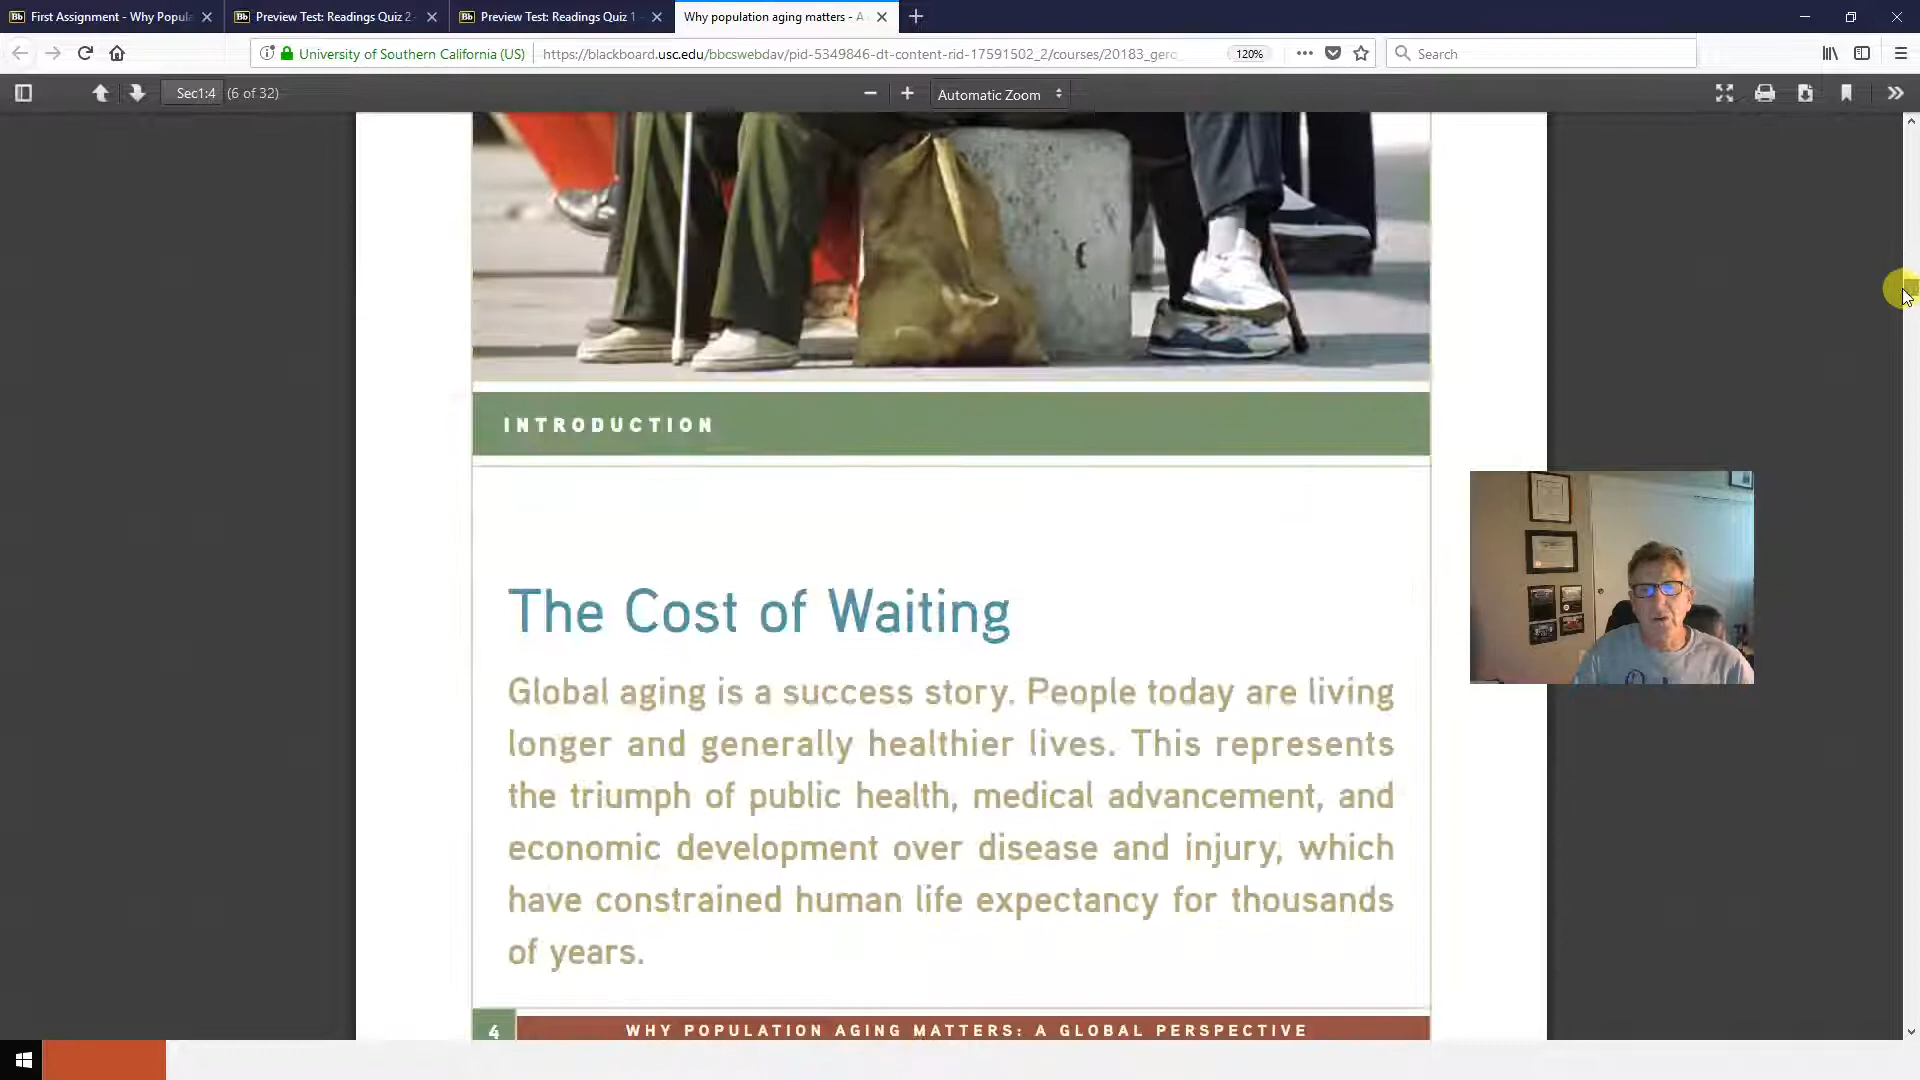 First Assignment - Why Popula
Preview Test: Readings Quiz 2 -
Preview Test: Readings Quiz 1 -
Why population aging matters - A
University of Southern California (US)
https://blackboard.usc.edu/bbcswebdav/pid-5349846-dt-content-rid-17591502_2/courses/20183_gero
120%
Search
Sec1:4
(6 of 32)
Automatic Zoom
INTRODUCTION
The Cost of Waiting
Global aging is a success story. People today are living
longer and generally healthier lives. This represents
the triumph of public health, medical advancement, and
economic development over disease and injury, which
have constrained human life expectancy for thousands
of years.
4
WHY POPULATION AGING MATTERS: A GLOBAL PERSPECTIVE